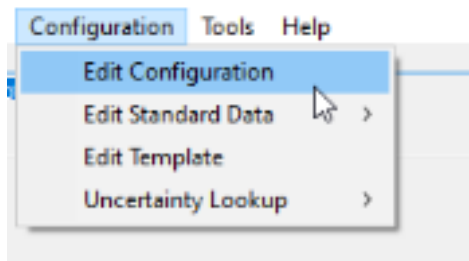 Configuration Tools Help
Edit Configuration
Edit Standard Data
Edit Template
Uncertainty Lookup